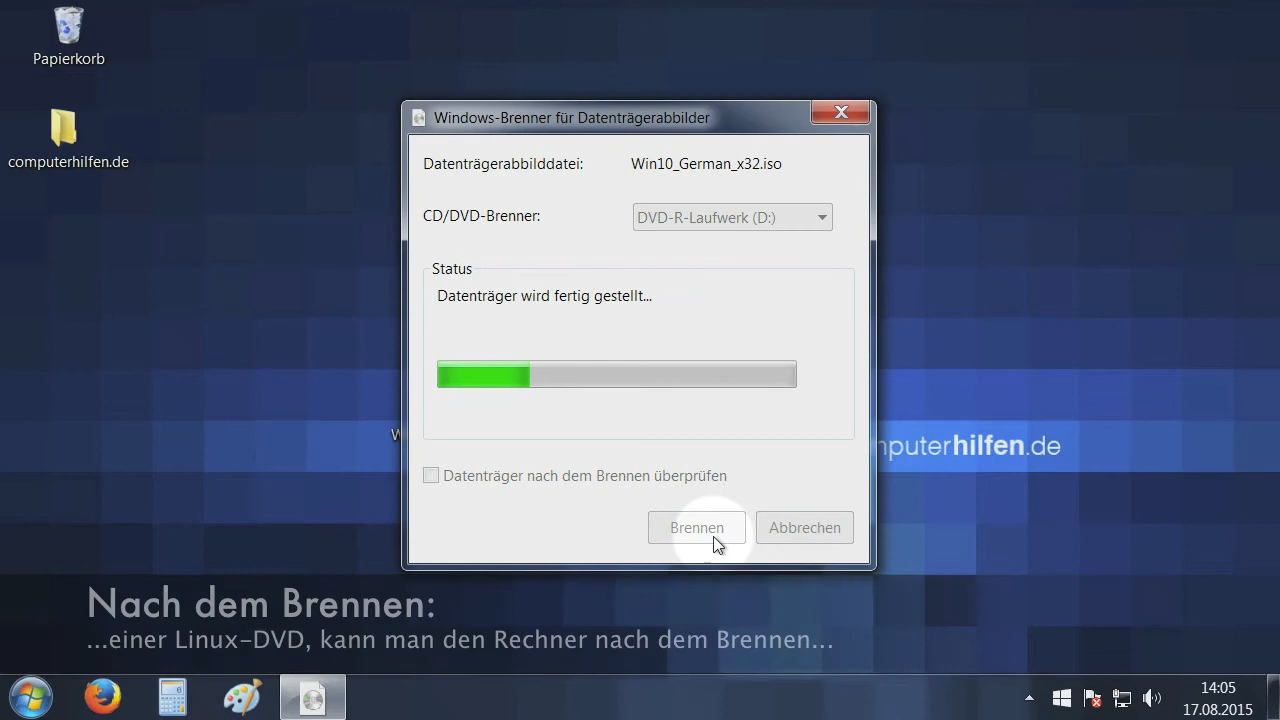 Papierkorb
computerhilfen.de
Windows-Brenner für Datenträgerabbilder
Datenträgerabbilddatei: Win10_German_x32.iso
CD/DVD-Brenner: DVD-R-Laufwerk (D:)
Status
Datenträger wird fertig gestellt...
W
mputerhilfen.de
Datenträger nach dem Brennen überprüfen
Brennen Abbrechen
Nach dem Brennen:
...einer Linux-DVD, kann man den Rechner nach dem Brennen...
14:05
17.08.2015